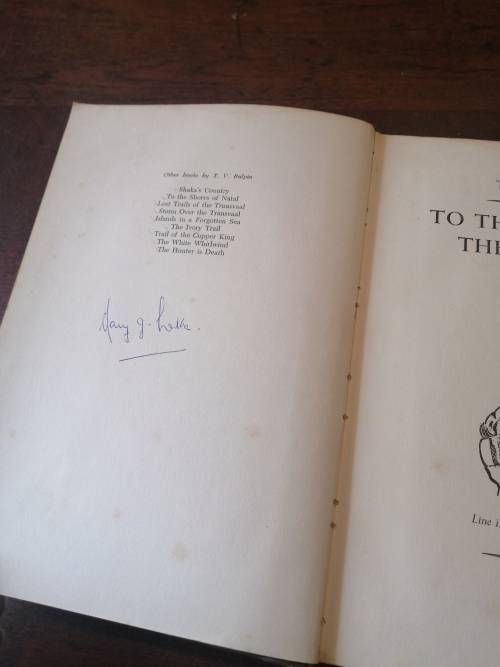 Other books by T. V. Bulpin
Shaka's Country
To the Shores of Natal
Lost Trails of the Transvaal
Storm Over the Transvaal
Islands in a Forgotten Sea
The Ivory Trail
Trail of the Copper King
The White Whirlwind
The Hunter is Death
TO TH
THE
Line i